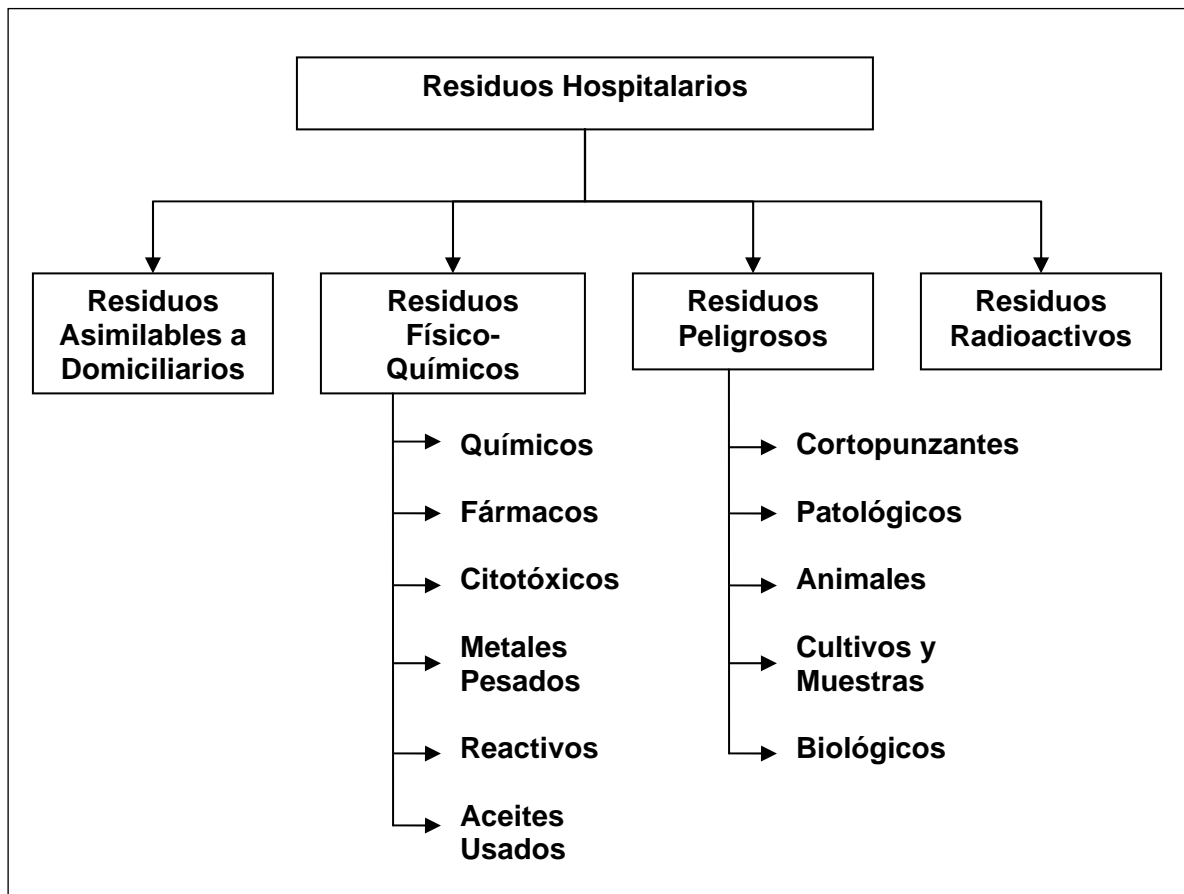 Residuos Hospitalarios
Residuos
Asimilables a
Domiciliarios
Residuos
Físico-
Químicos
Residuos
Peligrosos
Residuos
Radioactivos
Químicos
Fármacos
Citotóxicos
Metales
Pesados
Reactivos
Aceites
Usados
Cortopunzantes
Patológicos
Animales
Cultivos y
Muestras
Biológicos